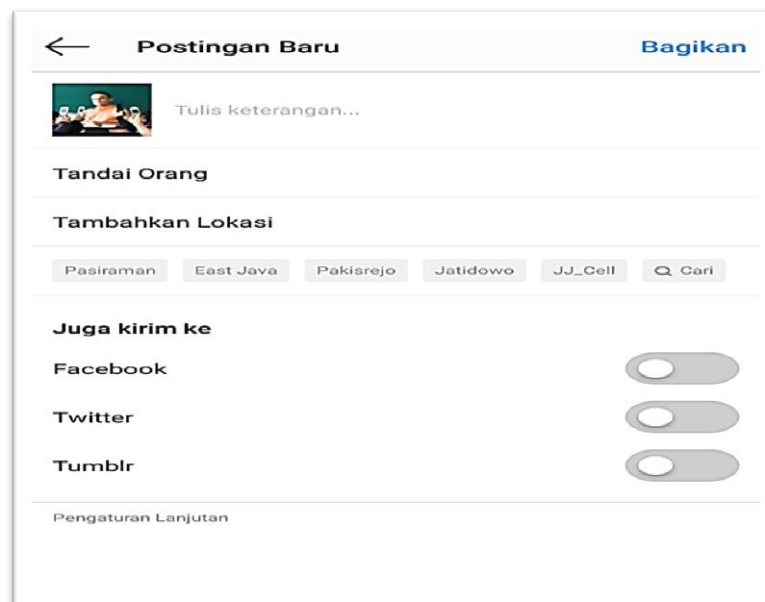 Postingan Baru Bagikan
Tulis keterangan...
Tandai Orang
Tambahkan Lokasi
Pasiraman East Java Pakisrejo Jatidowo JJ_Cell Cari
Juga kirim ke
Facebook
Twitter
Tumblr
Pengaturan Lanjutan